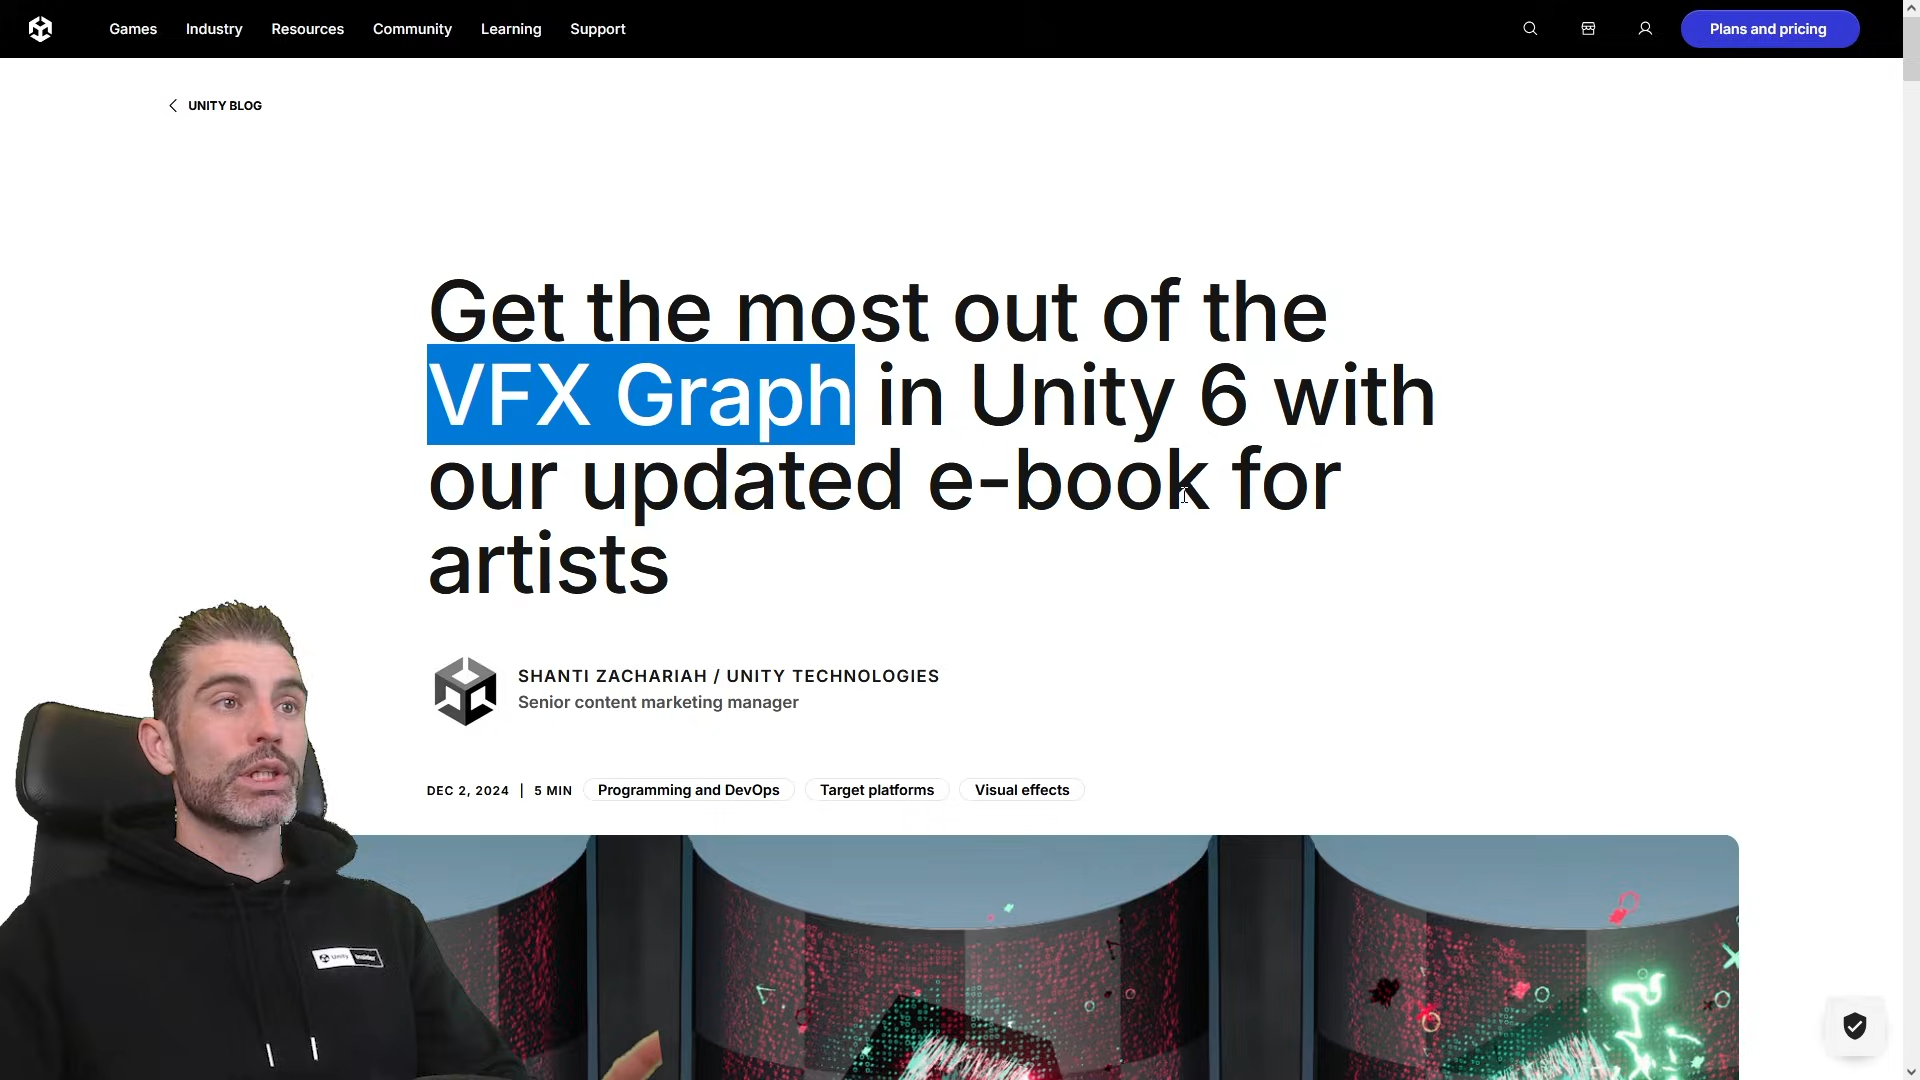 Games Industry Resources Community Learning Support Plans and pricing
UNITY BLOG
Get the most out of the
VFX Graph in Unity 6 with
our updated e-book for
artists
SHANTI ZACHARIAH / UNITY TECHNOLOGIES
Senior content marketing manager
DEC 2, 2024 | 5 MIN Programming and DevOps Target platforms Visual effects
Unity Insider